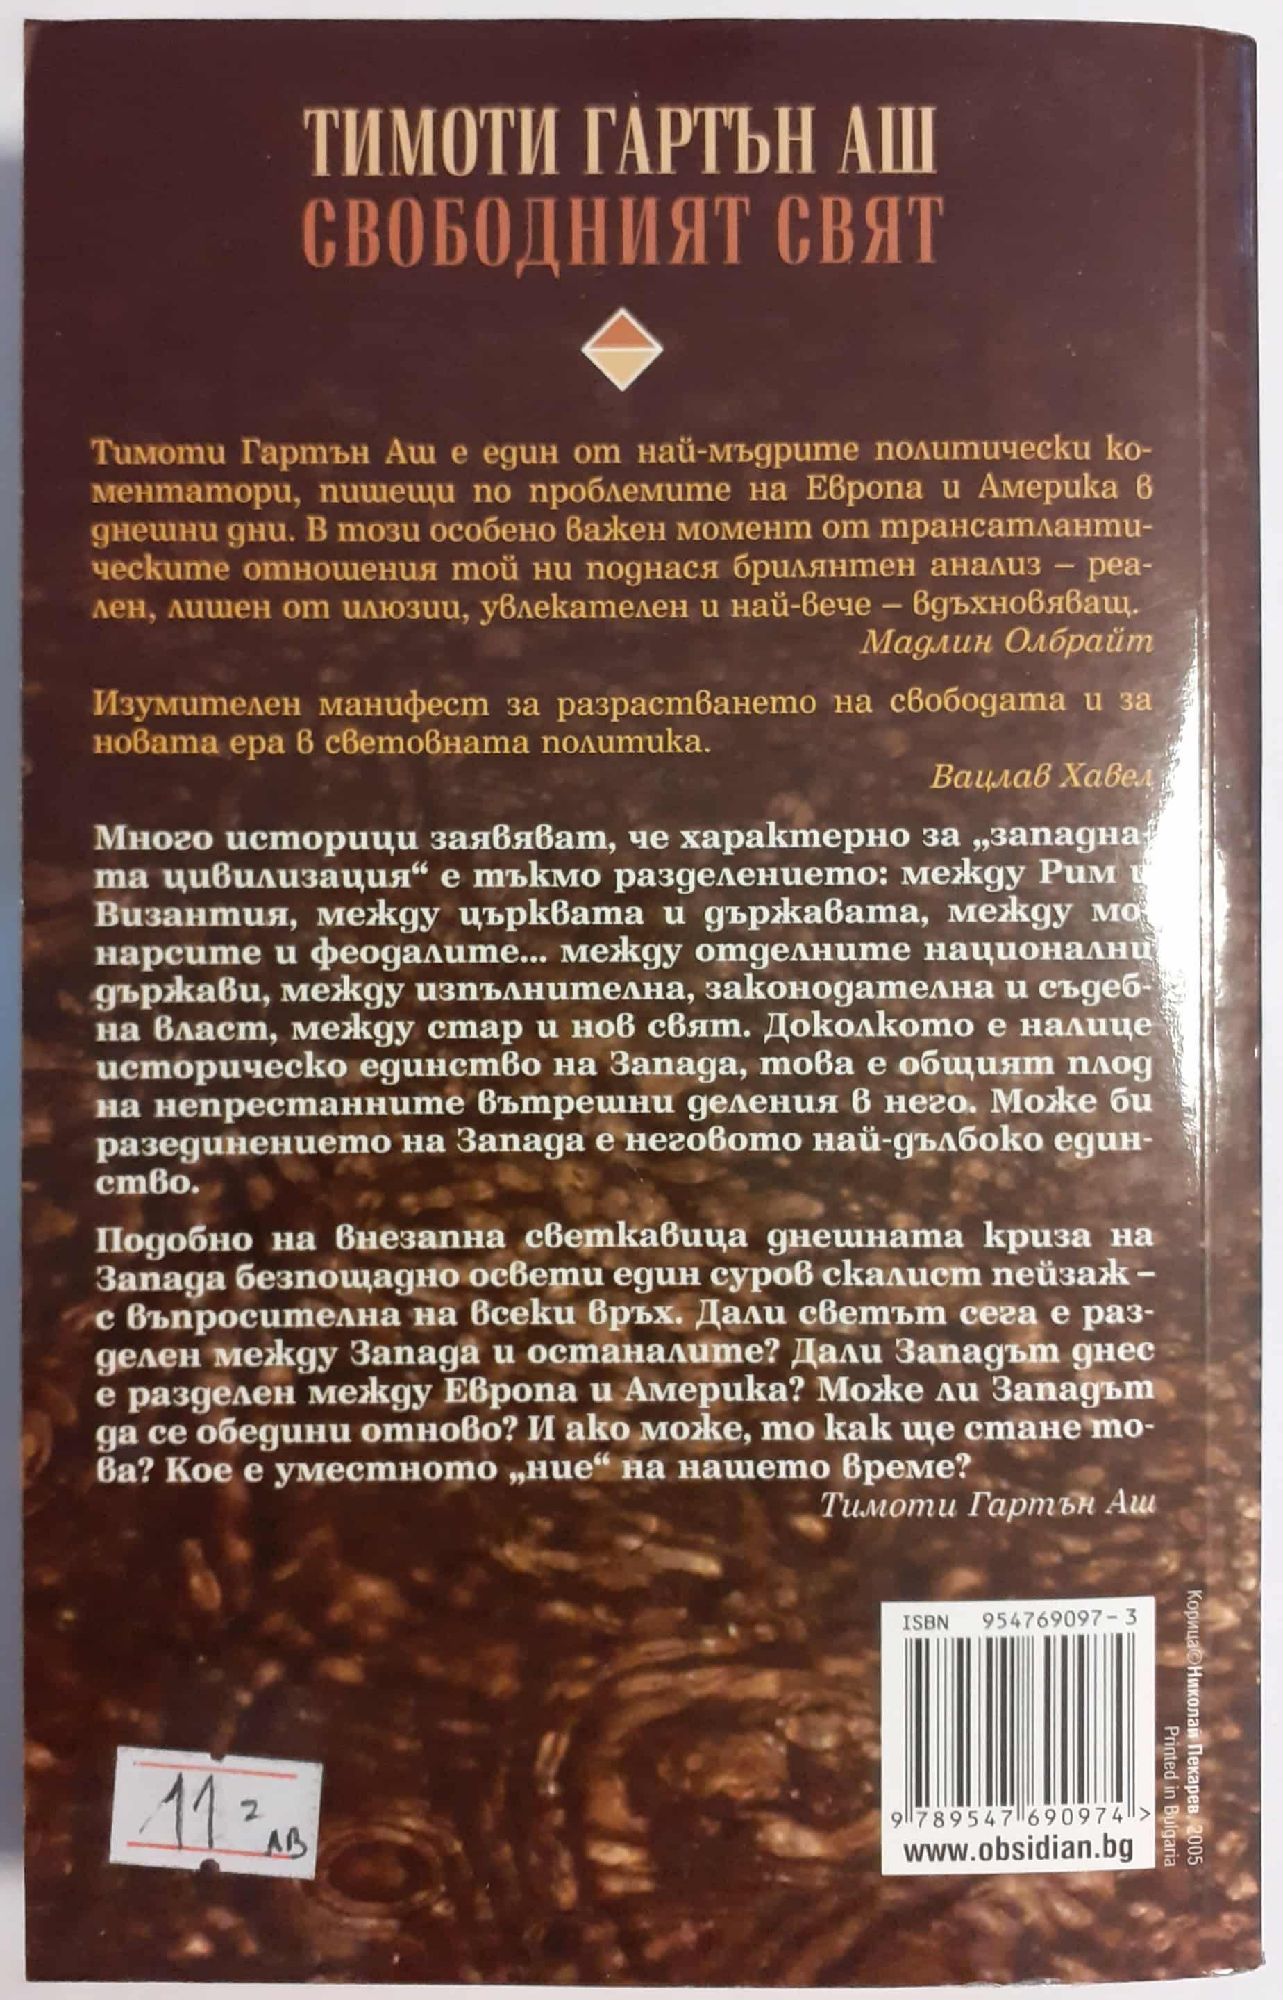 ТИМОТИ ГАРТЪН АШ
СВОБОДНИЯТ СВЯТ
Тимоти Гартън Аш е един от най-мъдрите политически ко-
ментатори, пишещи по проблемите на Европа и Америка в
днешни дни. В този особено важен момент от трансатланти-
ческите отношения той ни поднася брилянтен анализ – реа-
лен, лишен от илюзии, увлекателен и най-вече – вдъхновяващ.
Мадлин Олбрайт
Изумителен манифест за разрастването на свободата и за
новата ера в световната политика.
Вацлав Хавел
Много историци заявяват, че характерно за „западна-
та цивилизация“ е тъкмо разделението: между Рим и
Византия, между църквата и държавата, между мо-
нарсите и феодалите... между отделните национални
държави, между изпълнителна, законодателна и съдеб-
на власт, между стар и нов свят. Доколкото е налице
историческо единство на Запада, това е общият плод
на непрестанните вътрешни деления в него. Може би
разединението на Запада е неговото най-дълбоко един-
ство.
Подобно на внезапна светкавица днешната криза на
Запада безпощадно освети един суров скалист пейзаж –
с въпросителна на всеки връх. Дали светът сега е раз-
делен между Запада и останалите? Дали Западът днес
е разделен между Европа и Америка? Може ли Западът
да се обедини отново? И ако може, то как ще стане то-
ва? Кое е уместното „ние“ на нашето време?
Тимоти Гартън Аш
ISBN 954769097-3
9 789547 690974 >
www.obsidian.bg
Корица©Николай Пекарев, 2005
Printed in Bulgaria
11 2 лв